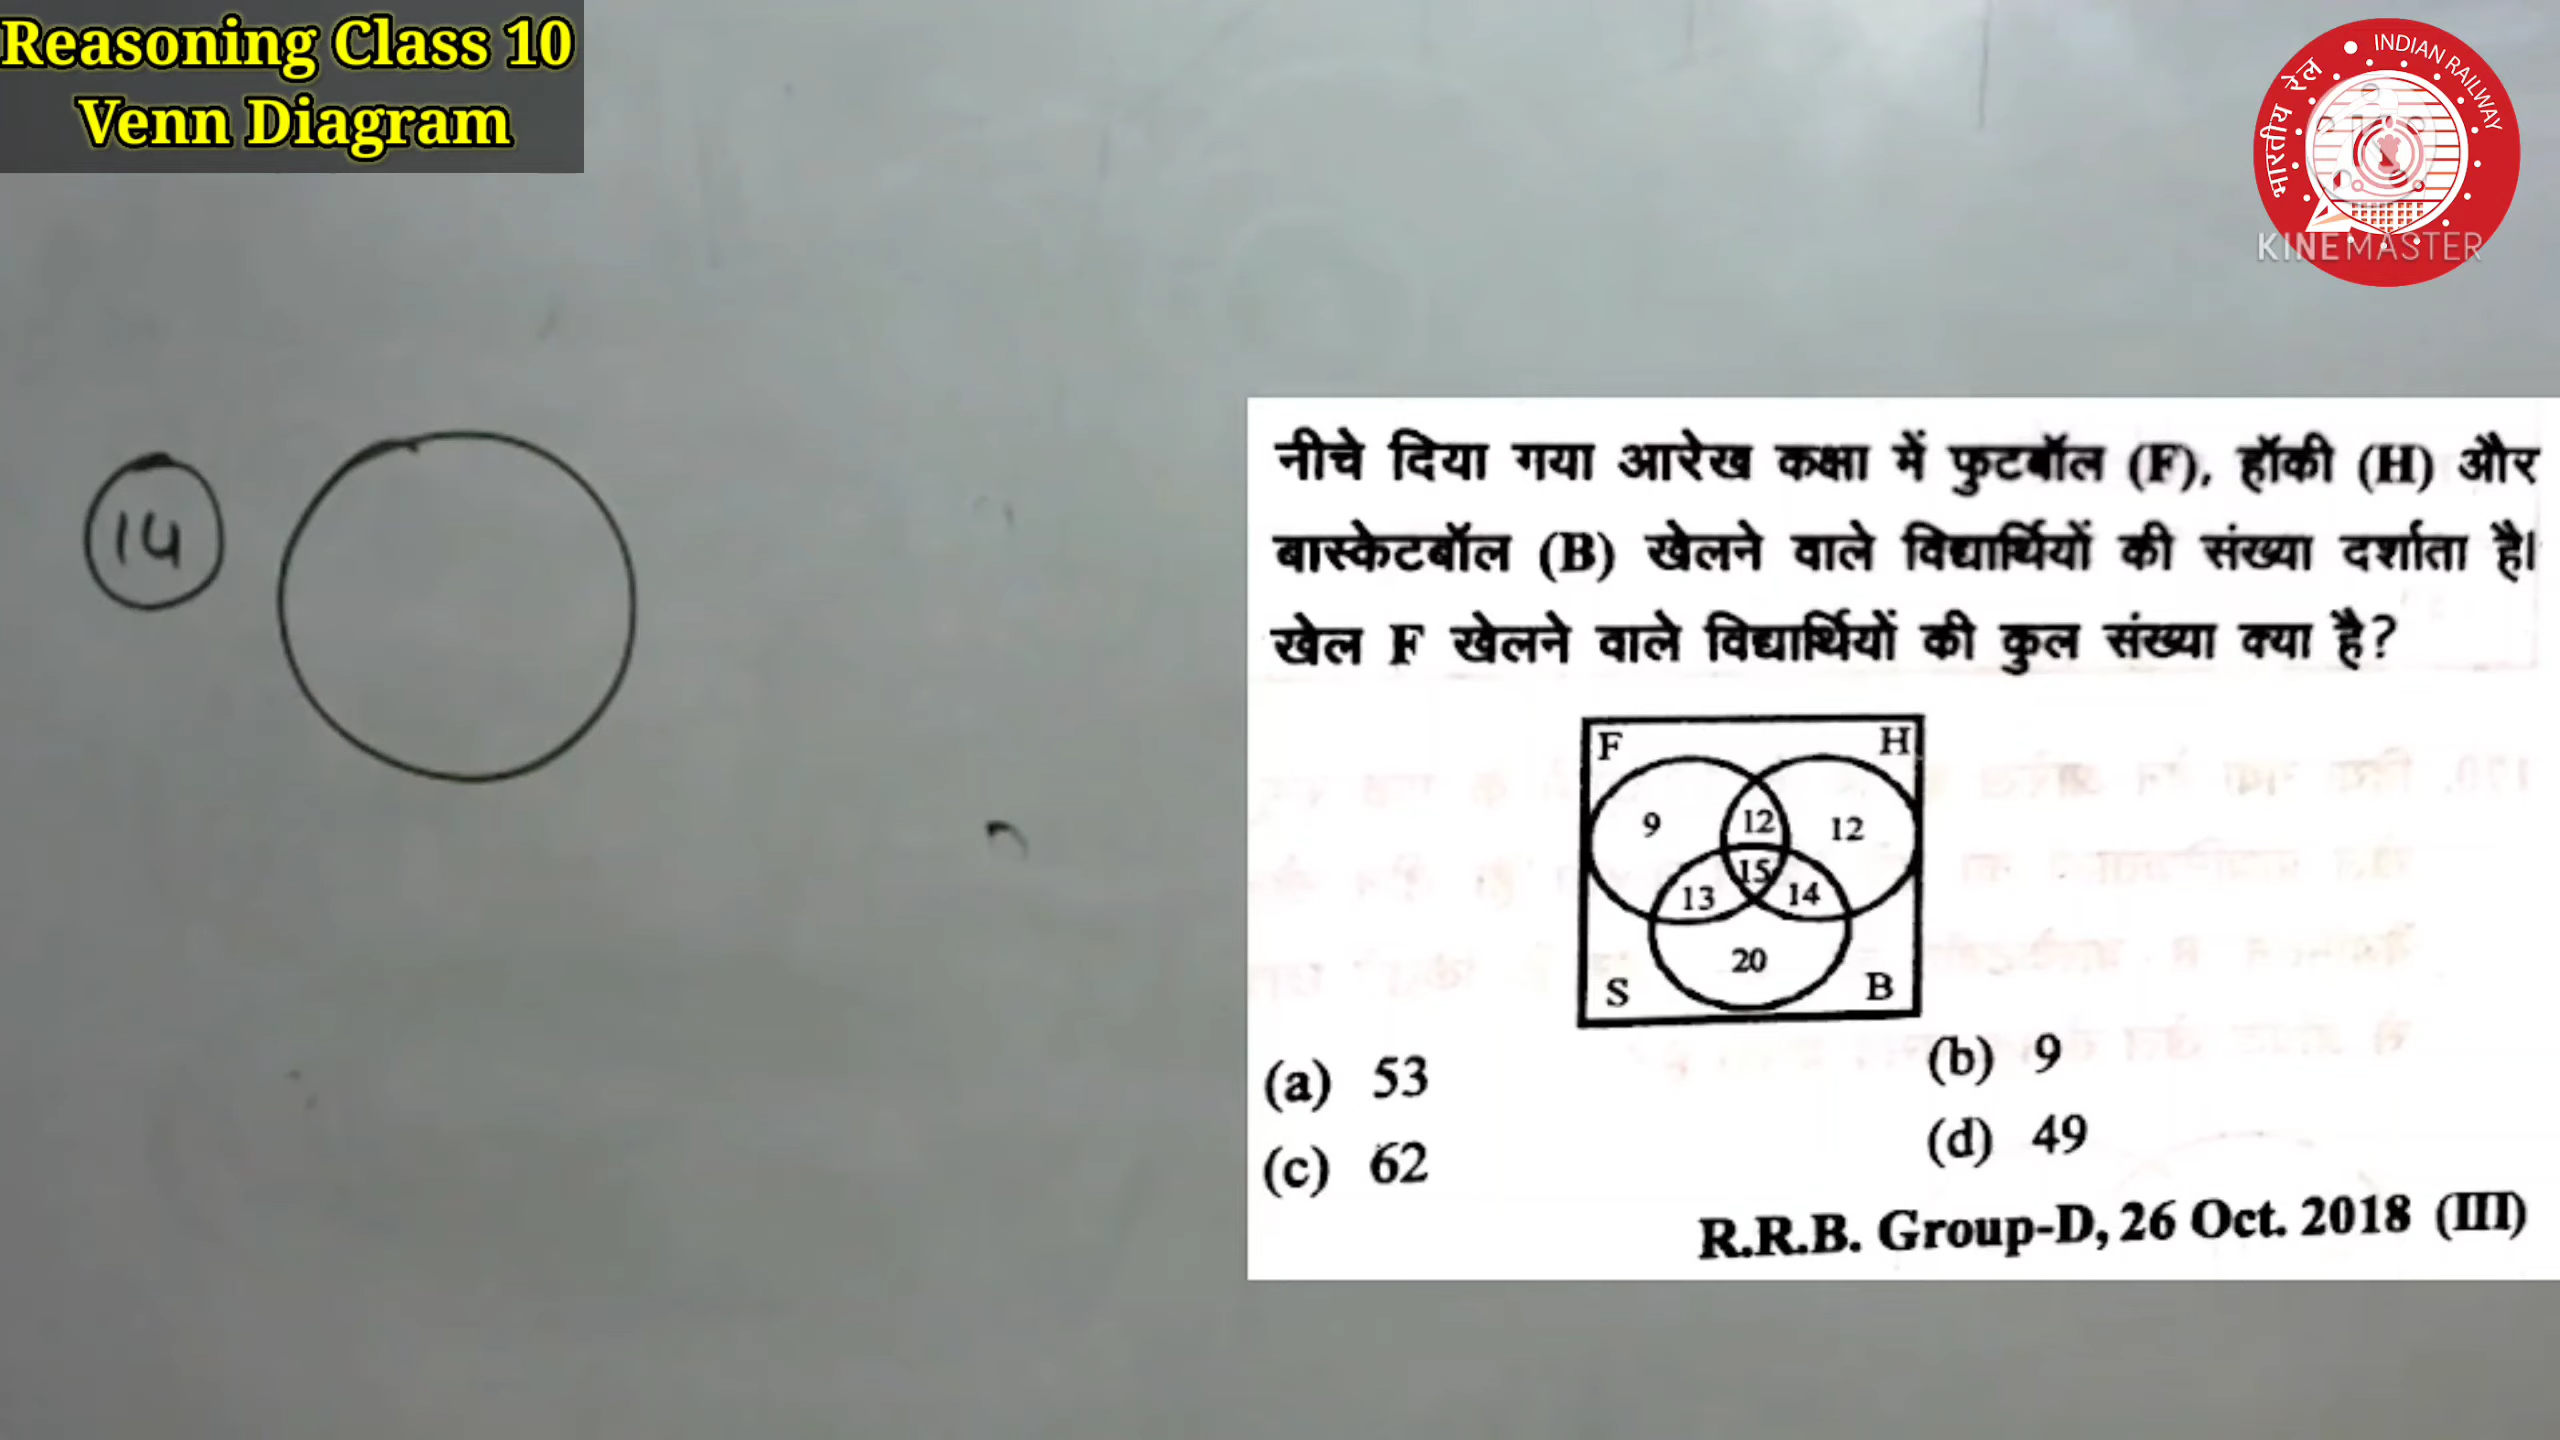 Reasoning Class 10
Venn Diagram
INDIAN RAILWAY
भारतीय रेल
KINEMASTER
14
नीचे दिया गया आरेख कक्षा में फुटबॉल (F), हॉकी (H) और
बास्केटबॉल (B) खेलने वाले विद्यार्थियों की संख्या दर्शाता है।
खेल F खेलने वाले विद्यार्थियों की कुल संख्या क्या है?
F H
9 12 12
15
13 14
20
S B
(a) 53 (b) 9
(c) 62 (d) 49
R.R.B. Group-D, 26 Oct. 2018 (III)